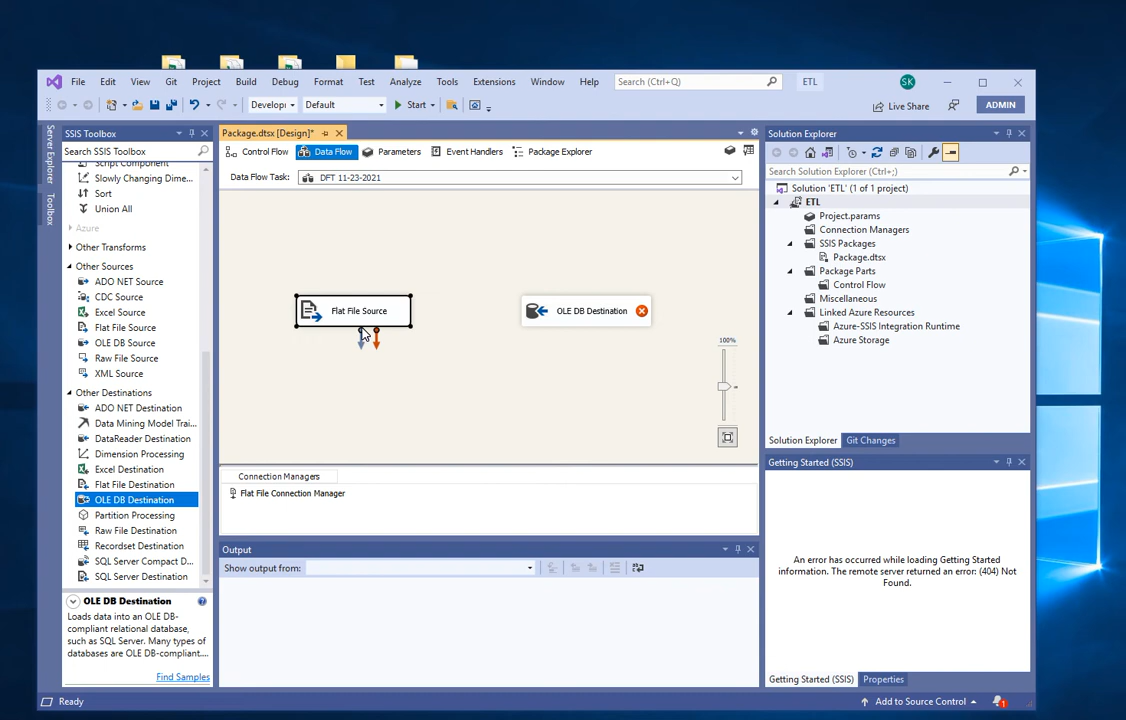 File Edit View Git Project Build Debug Format Test Analyze Tools Extensions Window Help Search (Ctrl+Q) ETL SK
Develop Default Start Live Share ADMIN
Server Explorer
Toolbox
SSIS Toolbox
Search SSIS Toolbox
Script Component
Slowly Changing Dime...
Sort
Union All
Azure
Other Transforms
Other Sources
ADO NET Source
CDC Source
Excel Source
Flat File Source
OLE DB Source
Raw File Source
XML Source
Other Destinations
ADO NET Destination
Data Mining Model Trai...
DataReader Destination
Dimension Processing
Excel Destination
Flat File Destination
OLE DB Destination
Partition Processing
Raw File Destination
Recordset Destination
SQL Server Compact D...
SQL Server Destination
OLE DB Destination
Loads data into an OLE DB-
compliant relational database,
such as SQL Server. Many types of
databases are OLE DB-compliant....
Find Samples
Package.dtsx [Design]*
Control Flow Data Flow Parameters Event Handlers Package Explorer
Data Flow Task: DFT 11-23-2021
Flat File Source OLE DB Destination
100%
Connection Managers
Flat File Connection Manager
Output
Show output from:
Solution Explorer
Search Solution Explorer (Ctrl+;)
Solution 'ETL' (1 of 1 project)
ETL
Project.params
Connection Managers
SSIS Packages
Package.dtsx
Package Parts
Control Flow
Miscellaneous
Linked Azure Resources
Azure-SSIS Integration Runtime
Azure Storage
Solution Explorer Git Changes
Getting Started (SSIS)
An error has occurred while loading Getting Started
information. The remote server returned an error: (404) Not
Found.
Getting Started (SSIS) Properties
Ready Add to Source Control 1